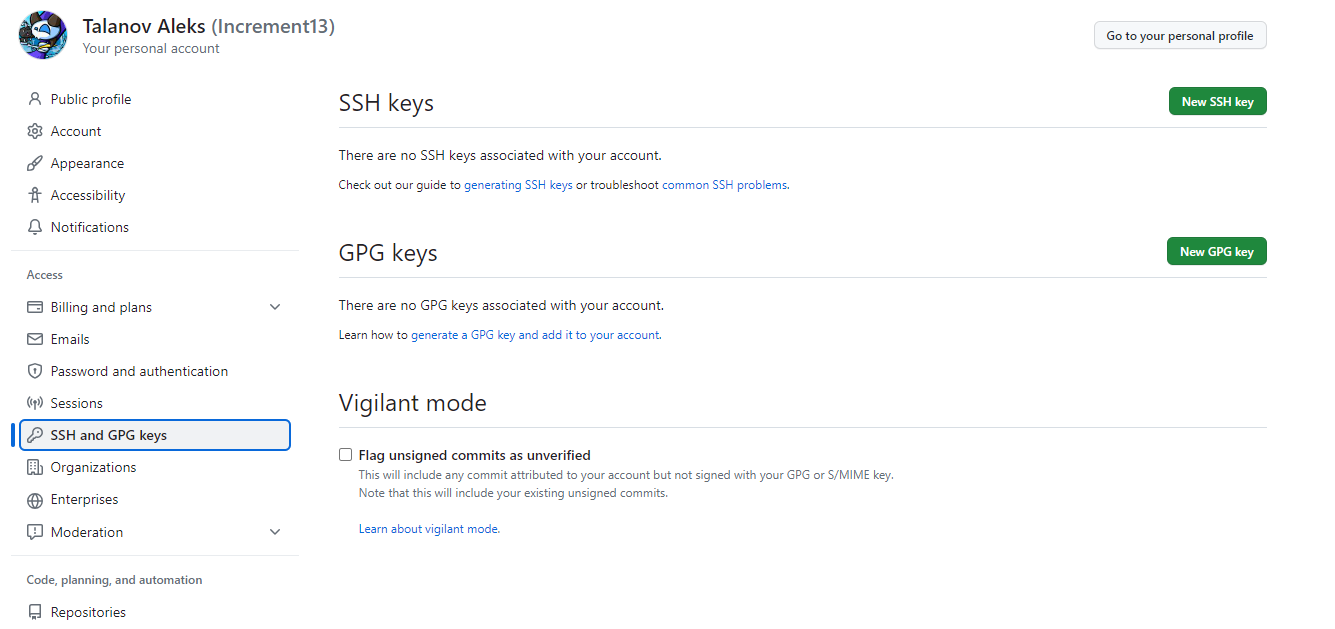 Talanov Aleks (Increment13)
Your personal account
Go to your personal profile
Public profile
Account
Appearance
Accessibility
Notifications
Access
Billing and plans
Emails
Password and authentication
Sessions
SSH and GPG keys
Organizations
Enterprises
Moderation
Code, planning, and automation
Repositories
SSH keys
New SSH key
There are no SSH keys associated with your account.
Check out our guide to generating SSH keys or troubleshoot common SSH problems.
GPG keys
New GPG key
There are no GPG keys associated with your account.
Learn how to generate a GPG key and add it to your account.
Vigilant mode
Flag unsigned commits as unverified
This will include any commit attributed to your account but not signed with your GPG or S/MIME key.
Note that this will include your existing unsigned commits.
Learn about vigilant mode.